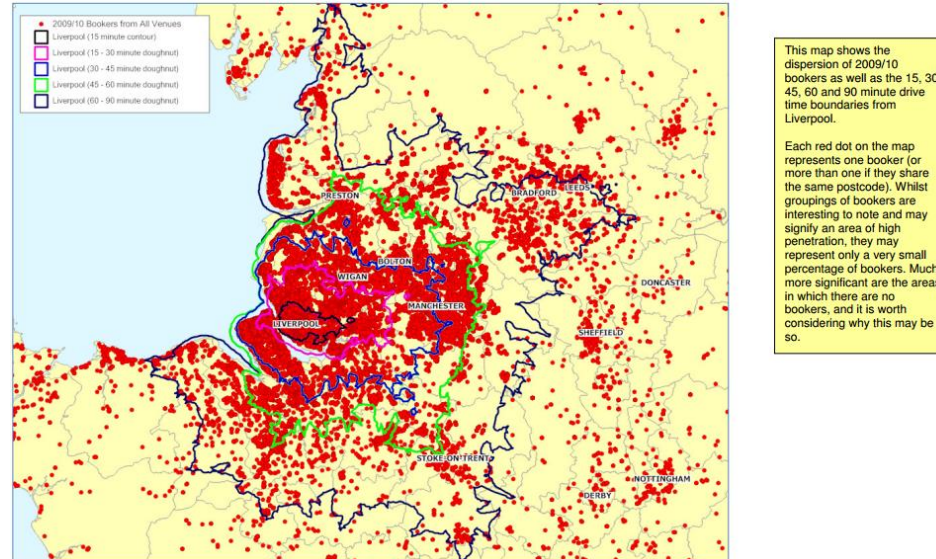 2009/10 Bookers from All Venues
Liverpool (15 minute contour)
Liverpool (15 - 30 minute doughnut)
Liverpool (30 - 45 minute doughnut)
Liverpool (45 - 60 minute doughnut)
Liverpool (60 - 90 minute doughnut)
PRESTON
BRADFORD
LEEDS
BOLTON
WIGAN
MANCHESTER
DONCASTER
LIVERPOOL
SHEFFIELD
STOKE-ON-TRENT
NOTTINGHAM
DERBY
This map shows the
dispersion of 2009/10
bookers as well as the 15, 30
45, 60 and 90 minute drive
time boundaries from
Liverpool.
Each red dot on the map
represents one booker (or
more than one if they share
the same postcode). Whilst
groupings of bookers are
interesting to note and may
signify an area of high
penetration, they may
represent only a very small
percentage of bookers. Much
more significant are the areas
in which there are no
bookers, and it is worth
considering why this may be
so.